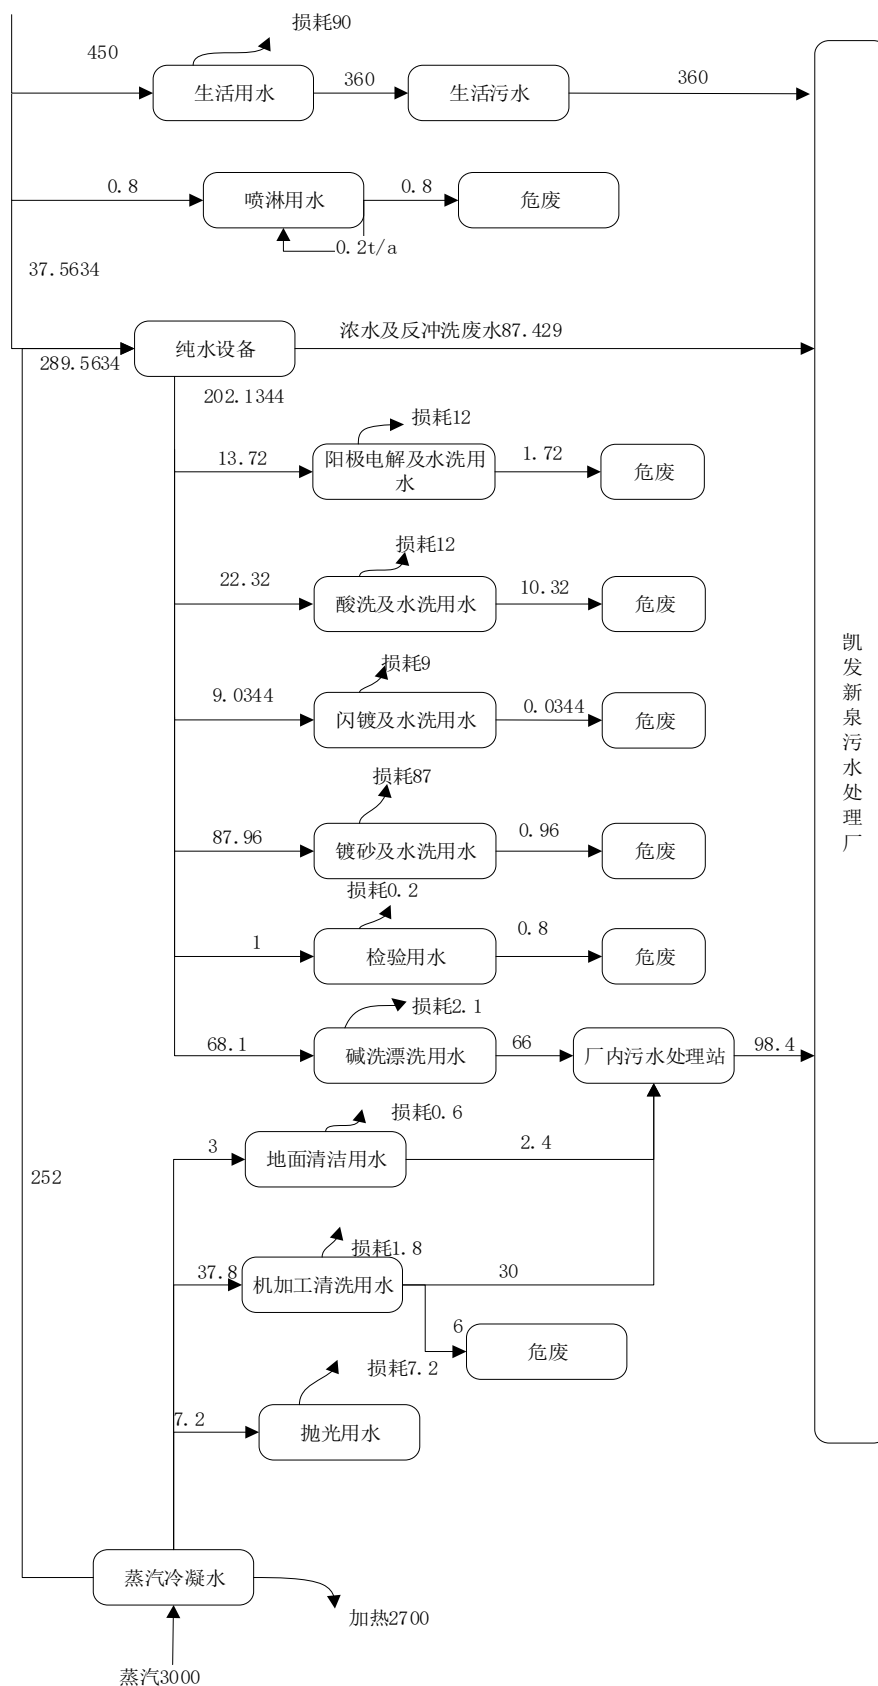 损耗90
450
生活用水
360
生活污水
360
0.8
喷淋用水
0.8
危废
0.2t/a
37.5634
纯水设备
浓水及反冲洗废水87.429
289.5634
202.1344
损耗12
13.72
阳极电解及水洗用
水
1.72
危废
损耗12
22.32
酸洗及水洗用水
10.32
危废
损耗9
9.0344
闪镀及水洗用水
0.0344
危废
损耗87
87.96
镀砂及水洗用水
0.96
危废
损耗0.2
1
检验用水
0.8
危废
损耗2.1
68.1
碱洗漂洗用水
66
厂内污水处理站
98.4
凯发新泉污水处理厂
损耗0.6
3
地面清洁用水
2.4
252
损耗1.8
37.8
机加工清洗用水
30
6
危废
损耗7.2
7.2
抛光用水
蒸汽冷凝水
加热2700
蒸汽3000